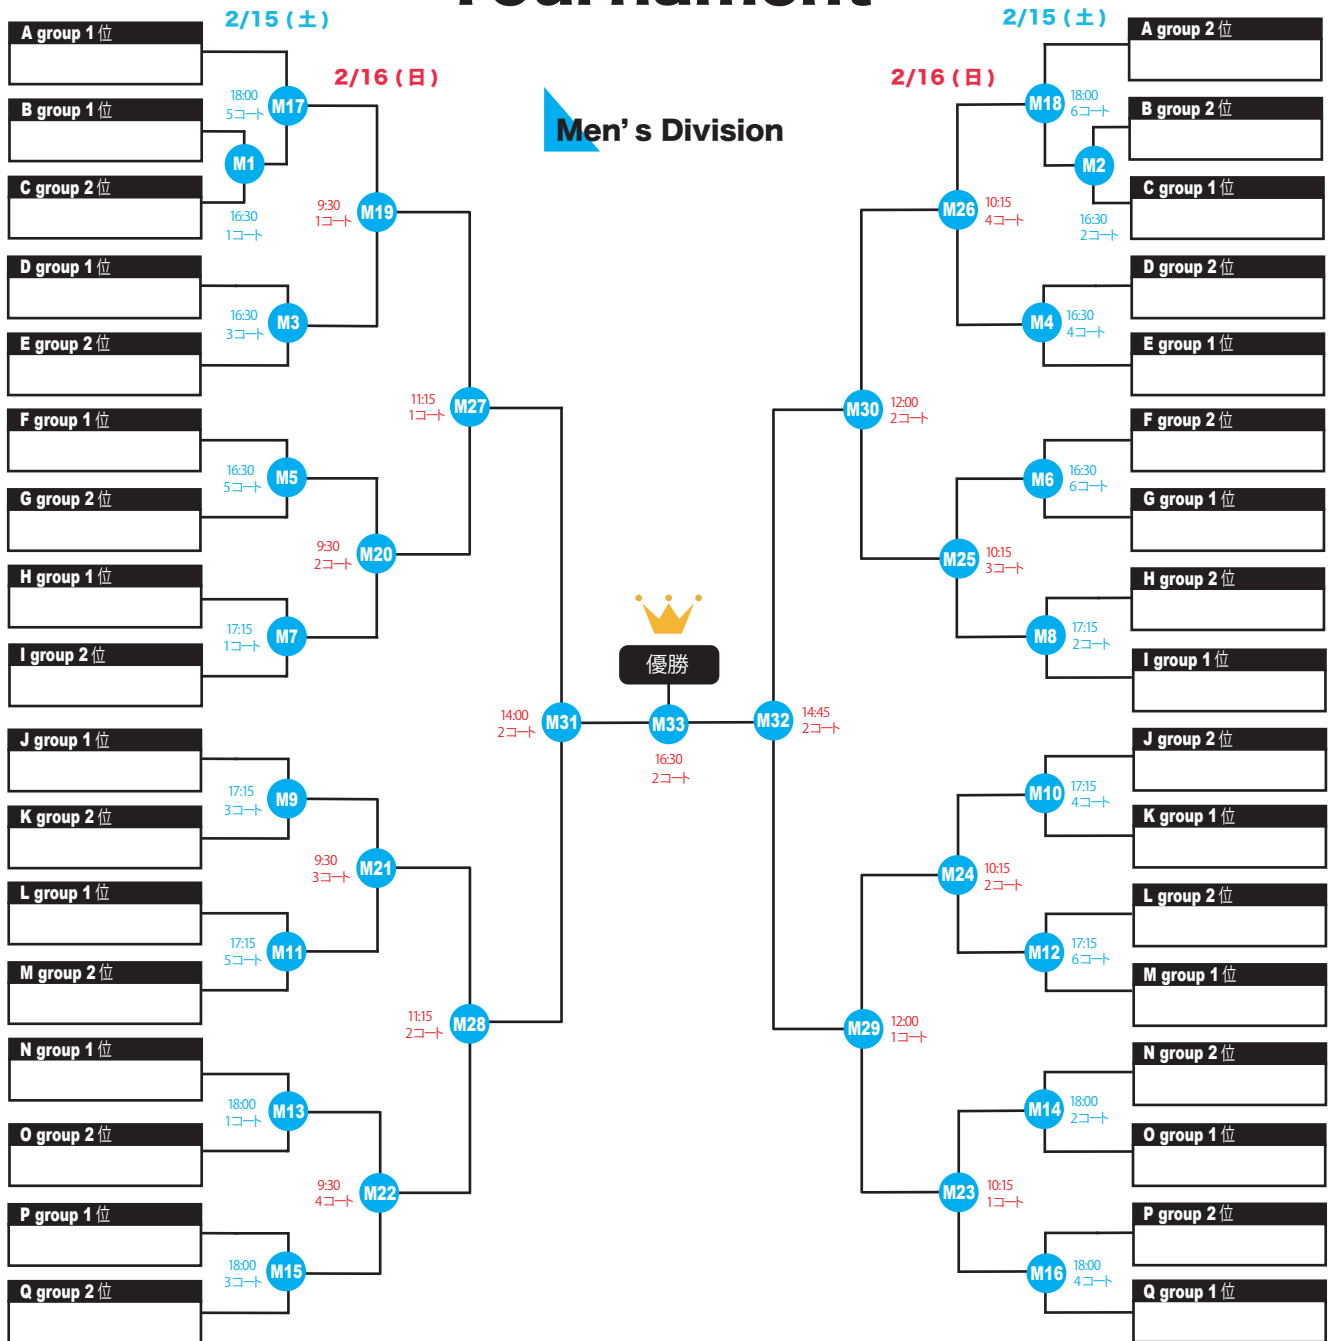 Tournament
2/15 (土)
2/15 (土)
2/16 (日)
2/16 (日)
Men's Division
A group 1位
18:00
5コート
M17
B group 1位
M1
C group 2位
16:30
1コート
9:30
1コート
M19
D group 1位
16:30
3コート
M3
E group 2位
11:15
1コート
M27
F group 1位
16:30
5コート
M5
G group 2位
9:30
2コート
M20
H group 1位
17:15
1コート
M7
I group 2位
14:00
2コート
M31
J group 1位
17:15
3コート
M9
K group 2位
9:30
3コート
M21
L group 1位
17:15
5コート
M11
M group 2位
11:15
2コート
M28
N group 1位
18:00
1コート
M13
O group 2位
9:30
4コート
M22
P group 1位
18:00
3コート
M15
Q group 2位
優勝
M33
16:30
2コート
A group 2位
M18
18:00
6コート
B group 2位
M2
C group 1位
16:30
2コート
M26
10:15
4コート
D group 2位
M4
16:30
4コート
E group 1位
M30
12:00
2コート
F group 2位
M6
16:30
6コート
G group 1位
M25
10:15
3コート
H group 2位
M8
17:15
2コート
I group 1位
M32
14:45
2コート
J group 2位
M10
17:15
4コート
K group 1位
M24
10:15
2コート
L group 2位
M12
17:15
6コート
M group 1位
M29
12:00
1コート
N group 2位
M14
18:00
2コート
O group 1位
M23
10:15
1コート
P group 2位
M16
18:00
4コート
Q group 1位